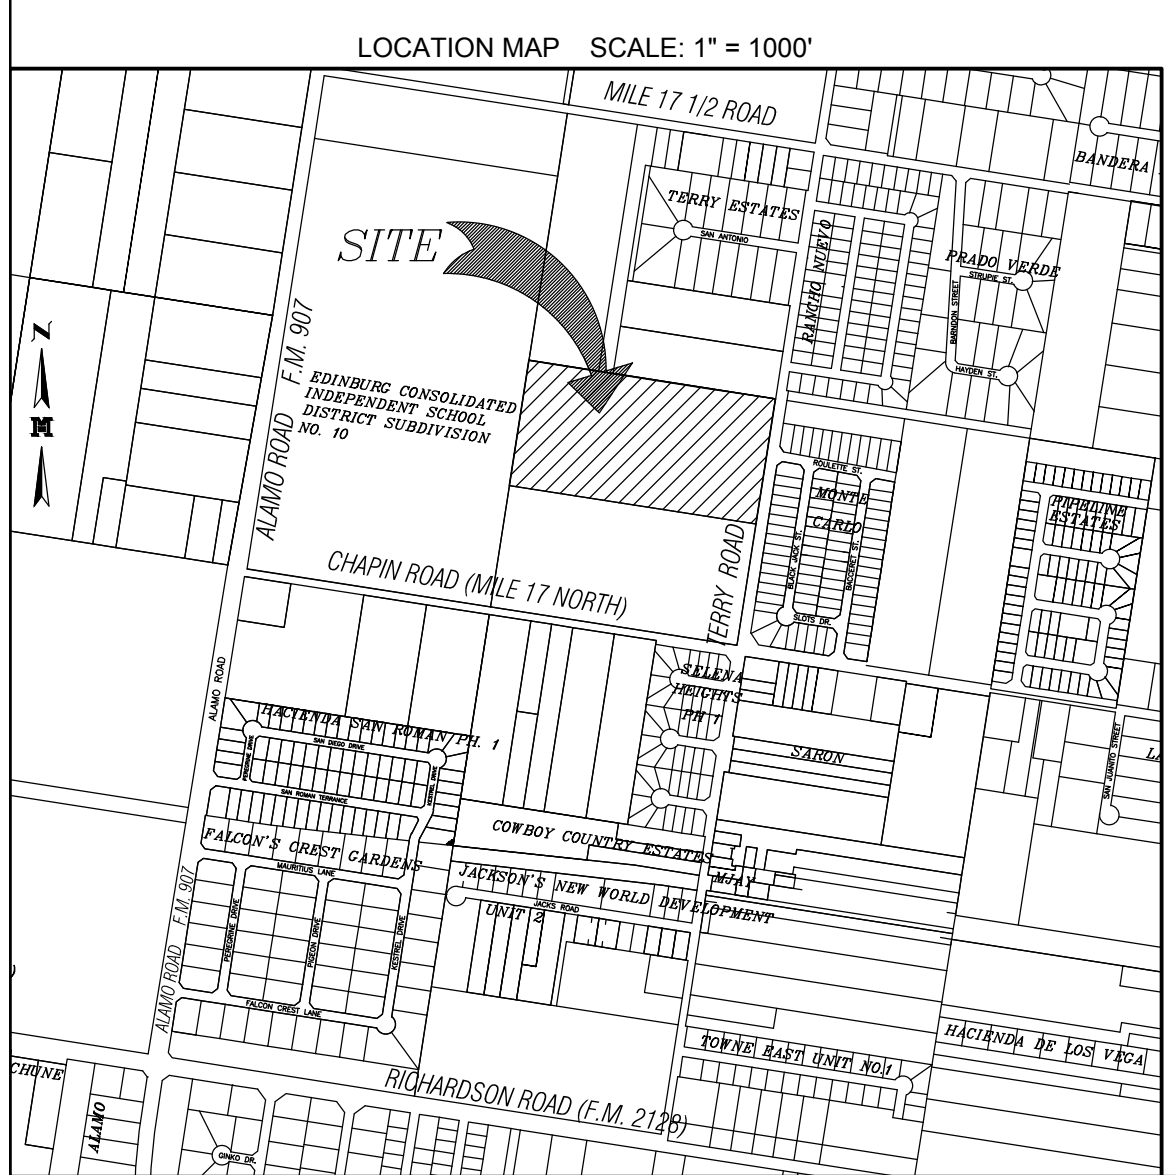 LOCATION MAP SCALE: 1" = 1000'
MILE 17 1/2 ROAD
BANDERA
TERRY ESTATES
SAN ANTONIO
RANCHO NUEVO
PRADO VERDE
STRUPIE ST.
BARNDON STREET
HAYDEN ST.
SITE
N
ALAMO ROAD F.M. 907
EDINBURG CONSOLIDATED
INDEPENDENT SCHOOL
DISTRICT SUBDIVISION
NO. 10
ROULETTE ST.
MONTE
CARLO
BLACK JACK ST.
BACCERET ST.
SLOTS DR.
PIPELINE
ESTATES
TERRY ROAD
CHAPIN ROAD (MILE 17 NORTH)
ALAMO ROAD
SELENA
HEIGHTS
PH 1
HACIENDA SAN ROMAN PH. 1
SAN DIEGO DRIVE
PEREGRINE DRIVE
KESTREL DRIVE
SAN ROMAN TERRANCE
SARON
SAN JUANITO STREET
LA
FALCON'S CREST GARDENS
MAURITIUS LANE
COWBOY COUNTRY ESTATES
MJAY
JACKSON'S NEW WORLD DEVELOPMENT
UNIT 2
JACKS ROAD
ALAMO ROAD F.M. 907
PEREGRINE DRIVE
PIGEON DRIVE
KESTREL DRIVE
FALCON CREST LANE
)
TOWNE EAST UNIT NO.1
HACIENDA DE LOS VEGA
CHUNE
ALAMO
RICHARDSON ROAD (F.M. 2128)
GINKO DR.